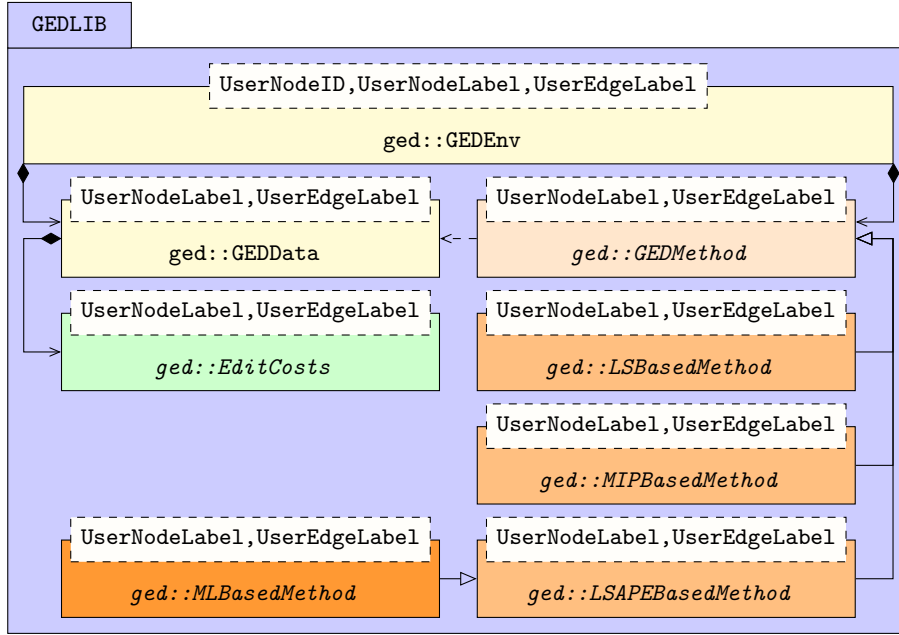 GEDLIB
UserNodeID,UserNodeLabel,UserEdgeLabel
ged::GEDEnv
UserNodeLabel,UserEdgeLabel
ged::GEDData
UserNodeLabel,UserEdgeLabel
ged::GEDMethod
UserNodeLabel,UserEdgeLabel
ged::EditCosts
UserNodeLabel,UserEdgeLabel
ged::LSBasedMethod
UserNodeLabel,UserEdgeLabel
ged::MIPBasedMethod
UserNodeLabel,UserEdgeLabel
ged::MLBasedMethod
UserNodeLabel,UserEdgeLabel
ged::LSAPEBasedMethod